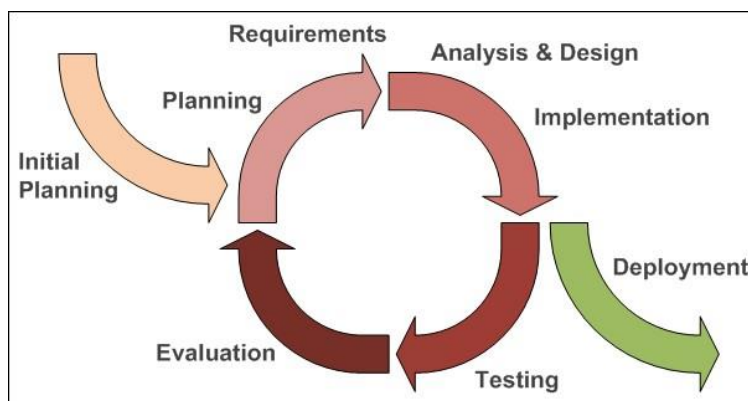 Requirements
Analysis & Design
Planning
Implementation
Initial
Planning
Deployment
Evaluation
Testing